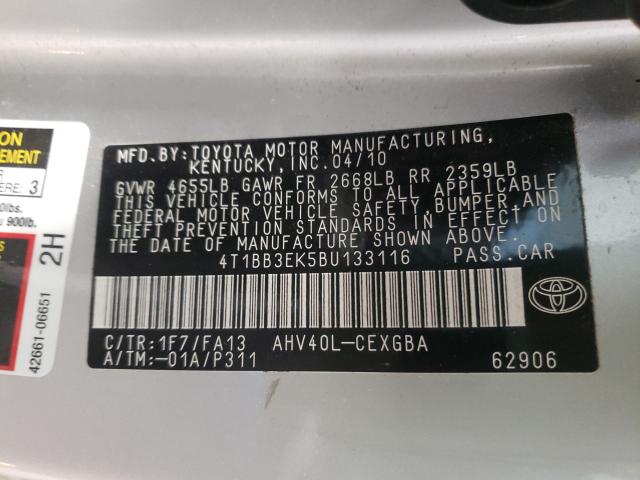 MFD.BY:TOYOTA MOTOR MANUFACTURING,
KENTUCKY,INC.04/10
GVWR 4655LB GAWR FR 2668LB RR 2359LB
THIS VEHICLE CONFORMS TO ALL APPLICABLE
FEDERAL MOTOR VEHICLE SAFETY,BUMPER,AND
THEFT PREVENTION STANDARDS IN EFFECT ON
THE DATE OF MANUFACTURE SHOWN ABOVE.
4T1BB3EK5BU133116 PASS.CAR
C/TR:1F7/FA13 AHV40L-CEXGBA
A/TM:-01A/P311 62906
ERE: 3
900lb.
2H
42661-06651